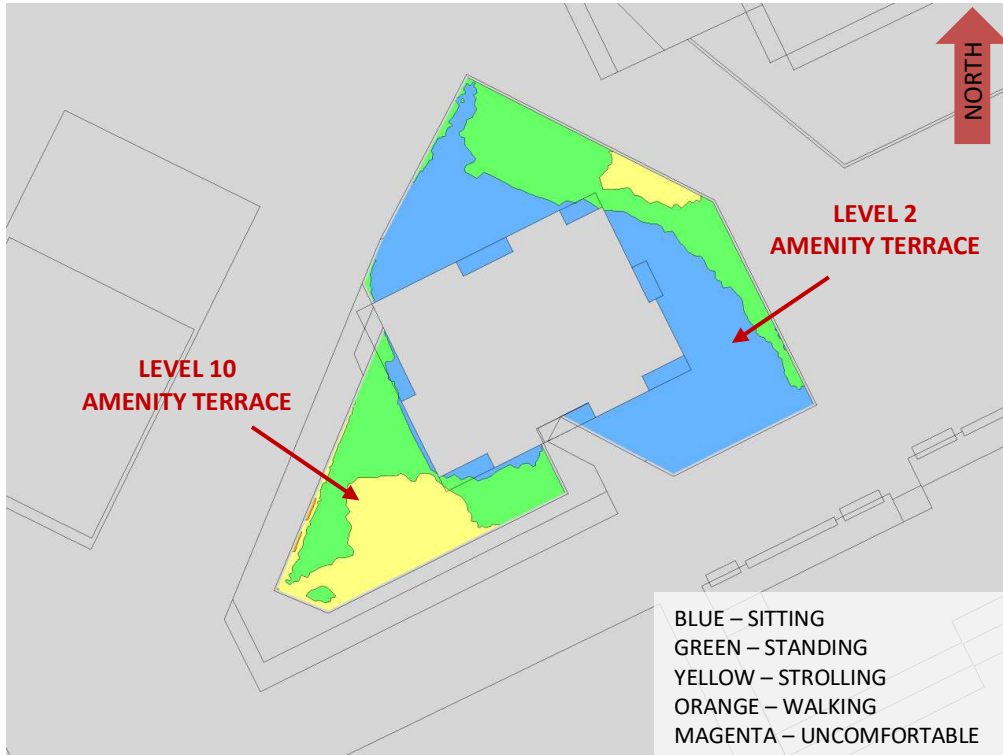 NORTH
LEVEL 2
AMENITY TERRACE
LEVEL 10
AMENITY TERRACE
BLUE – SITTING
GREEN – STANDING
YELLOW – STROLLING
ORANGE – WALKING
MAGENTA – UNCOMFORTABLE